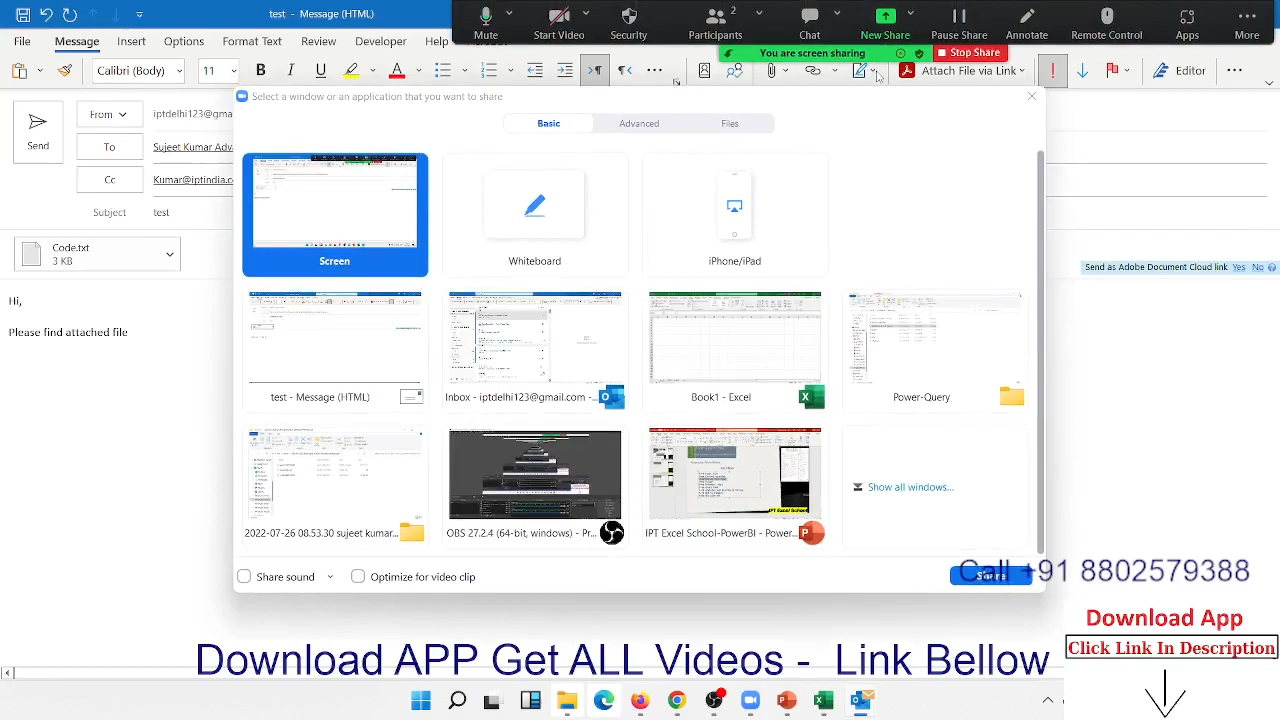 test - Message (HTML)
Mute
Start Video
Security
Participants
2
Chat
New Share
Pause Share
Annotate
Remote Control
Apps
More
You are screen sharing
Stop Share
File
Message
Insert
Options
Format Text
Review
Developer
Help
Calibri (Body)
11
B I U
Attach File via Link
Editor
Send
From
iptdelhi123@gma
To
Sujeet Kumar Adv
Cc
Kumar@iptindia.c
Subject
test
Code.txt
3 KB
Send as Adobe Document Cloud link Yes No
Hi,
Please find attached file
Select a window or an application that you want to share
Basic
Advanced
Files
Screen
Whiteboard
iPhone/iPad
test - Message (HTML)
Inbox - iptdelhi123@gmail.com -...
Book1 - Excel
Power-Query
2022-07-26 08.53.30 sujeet kumar...
OBS 27.2.4 (64-bit, windows) - Pr...
IPT Excel School-PowerBI - Power...
Show all windows...
Share sound
Optimize for video clip
Share
Call +91 8802579388
Download App
Click Link In Description
Download APP Get ALL Videos - Link Bellow